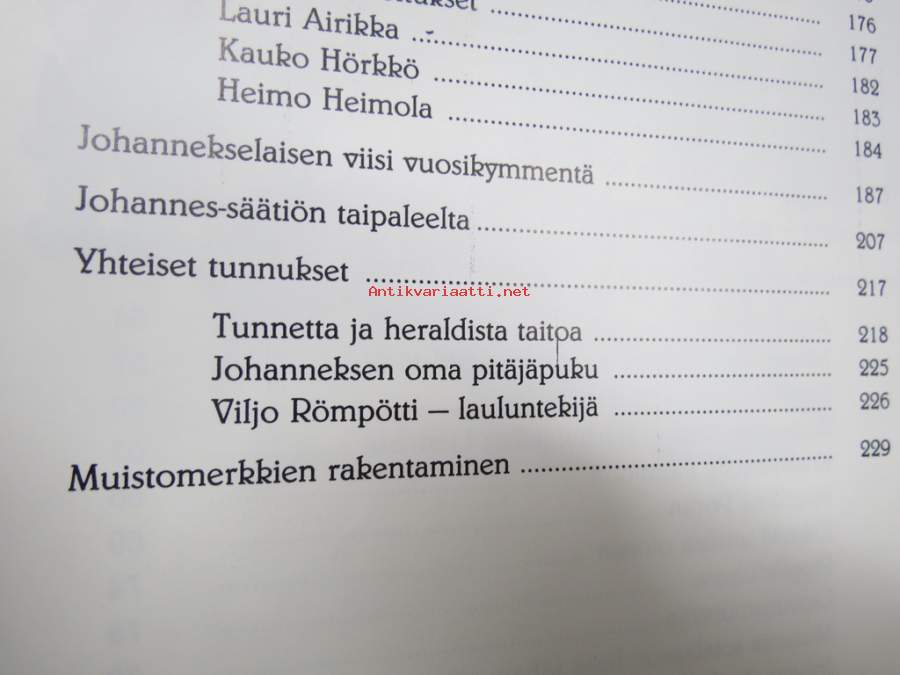 176
177
Lauri Airikka ........ 182
Kauko Hörkkö ........ 183
Heimo Heimola ........ 184
Johannekselaisen viisi vuosikymmentä ........ 187
Johannes-säätiön taipaleelta ........ 207
Yhteiset tunnukset ........ 217
Antikvariaatti.net
Tunnetta ja heraldista taitoa ........ 218
Johanneksen oma pitäjäpuku ........ 225
Viljo Römpötti — lauluntekijä ........ 226
Muistomerkkien rakentaminen ........ 229